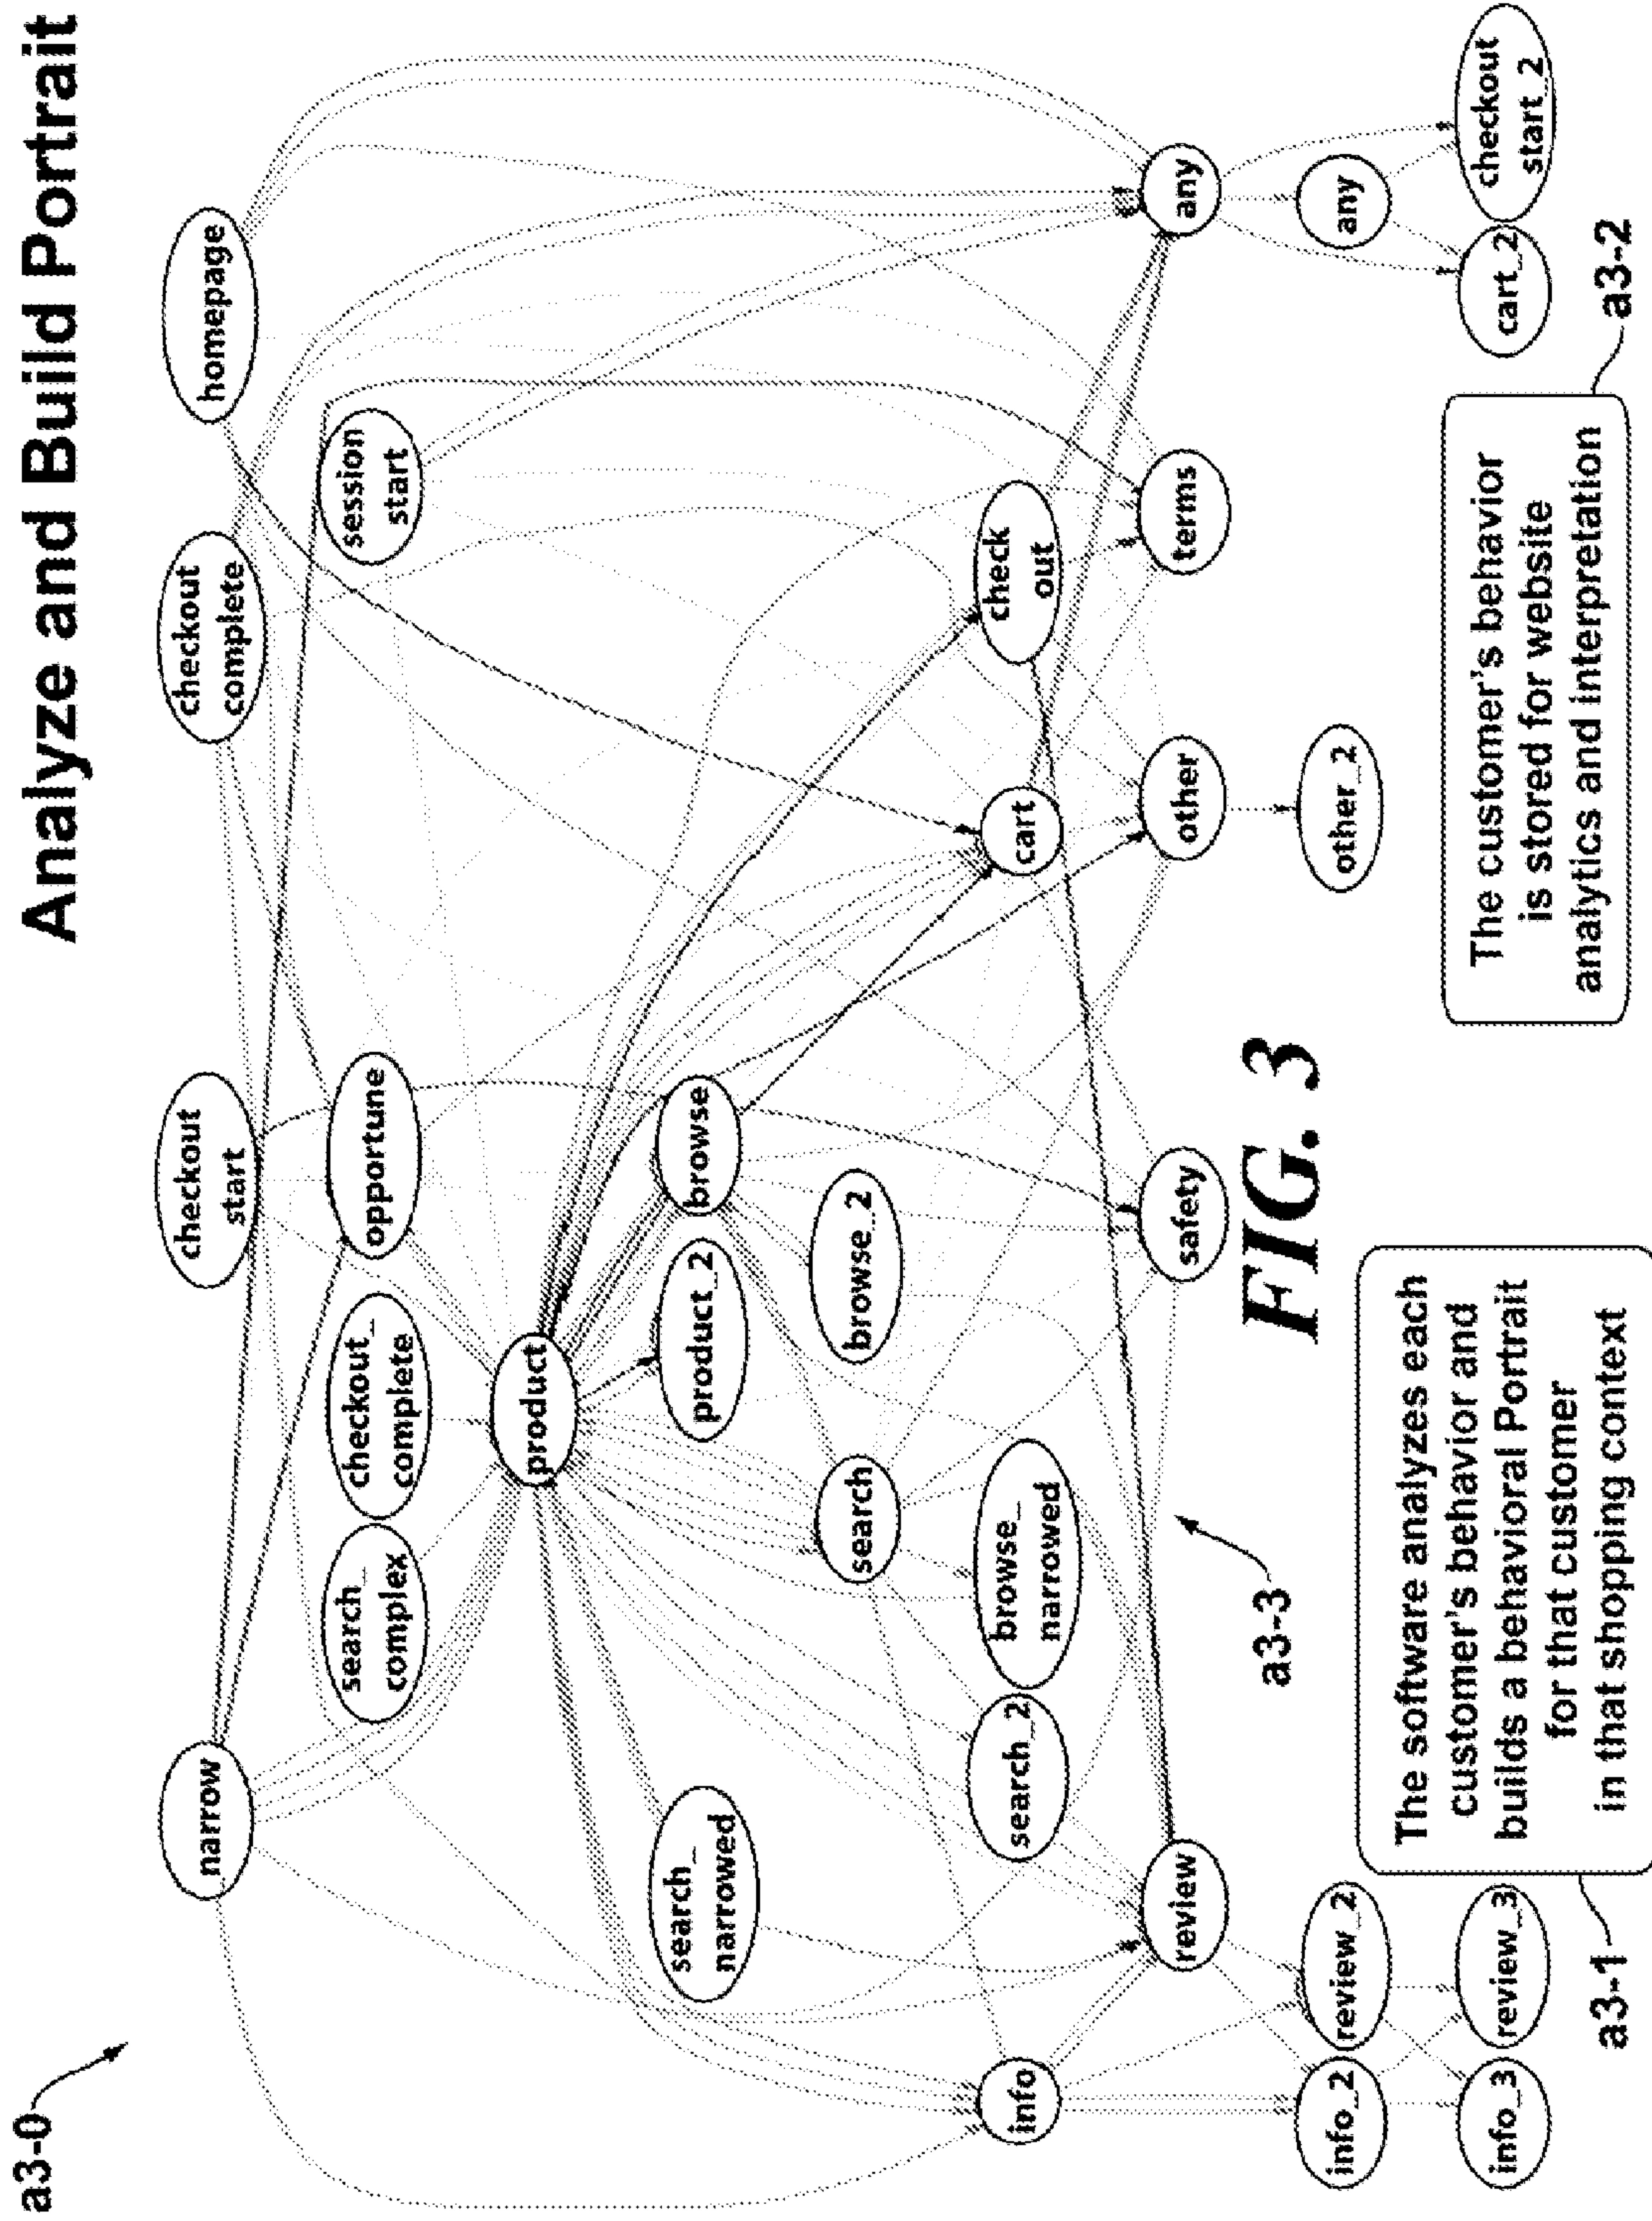 Analyze and Build Portrait
a3-0
narrow
checkout
start
checkout
complete
homepage
search_
complex
checkout_
complete
opportune
session
start
product
search_
narrowed
product_2
browse
search
browse_2
info
search_2
browse_
narrowed
cart
check
out
review
safety
other
terms
any
a3-3
FIG. 3
info_2
review_2
other_2
any
info_3
review_3
cart_2
checkout
start_2
The software analyzes each
customer's behavior and
builds a behavioral Portrait
for that customer
in that shopping context
a3-1
The customer's behavior
is stored for website
analytics and interpretation
a3-2